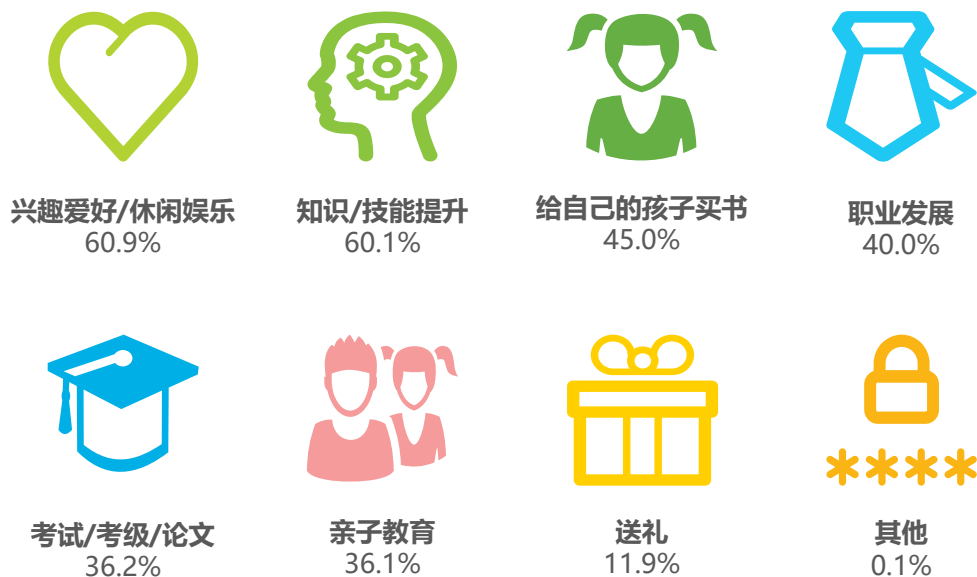 兴趣爱好/休闲娱乐
60.9%
知识/技能提升
60.1%
给自己的孩子买书
45.0%
职业发展
40.0%
考试/考级/论文
36.2%
亲子教育
36.1%
送礼
11.9%
****
其他
0.1%